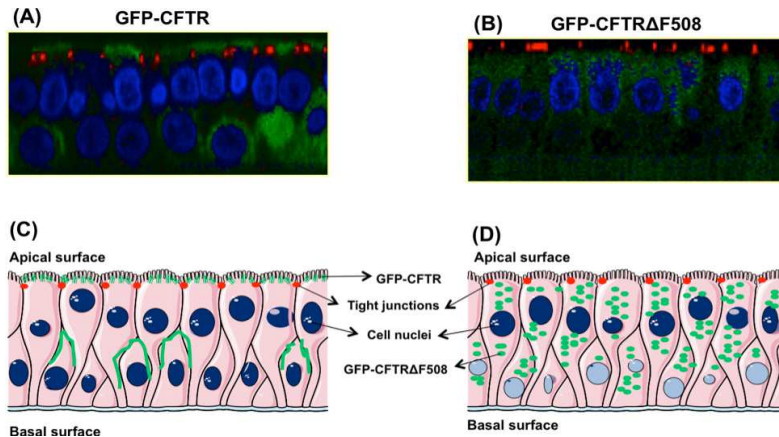 (A)
GFP-CFTR
(B)
GFP-CFTRΔF508
(C)
Apical surface
(D)
Apical surface
GFP-CFTR
Tight junctions
Cell nuclei
GFP-CFTRΔF508
Basal surface
Basal surface